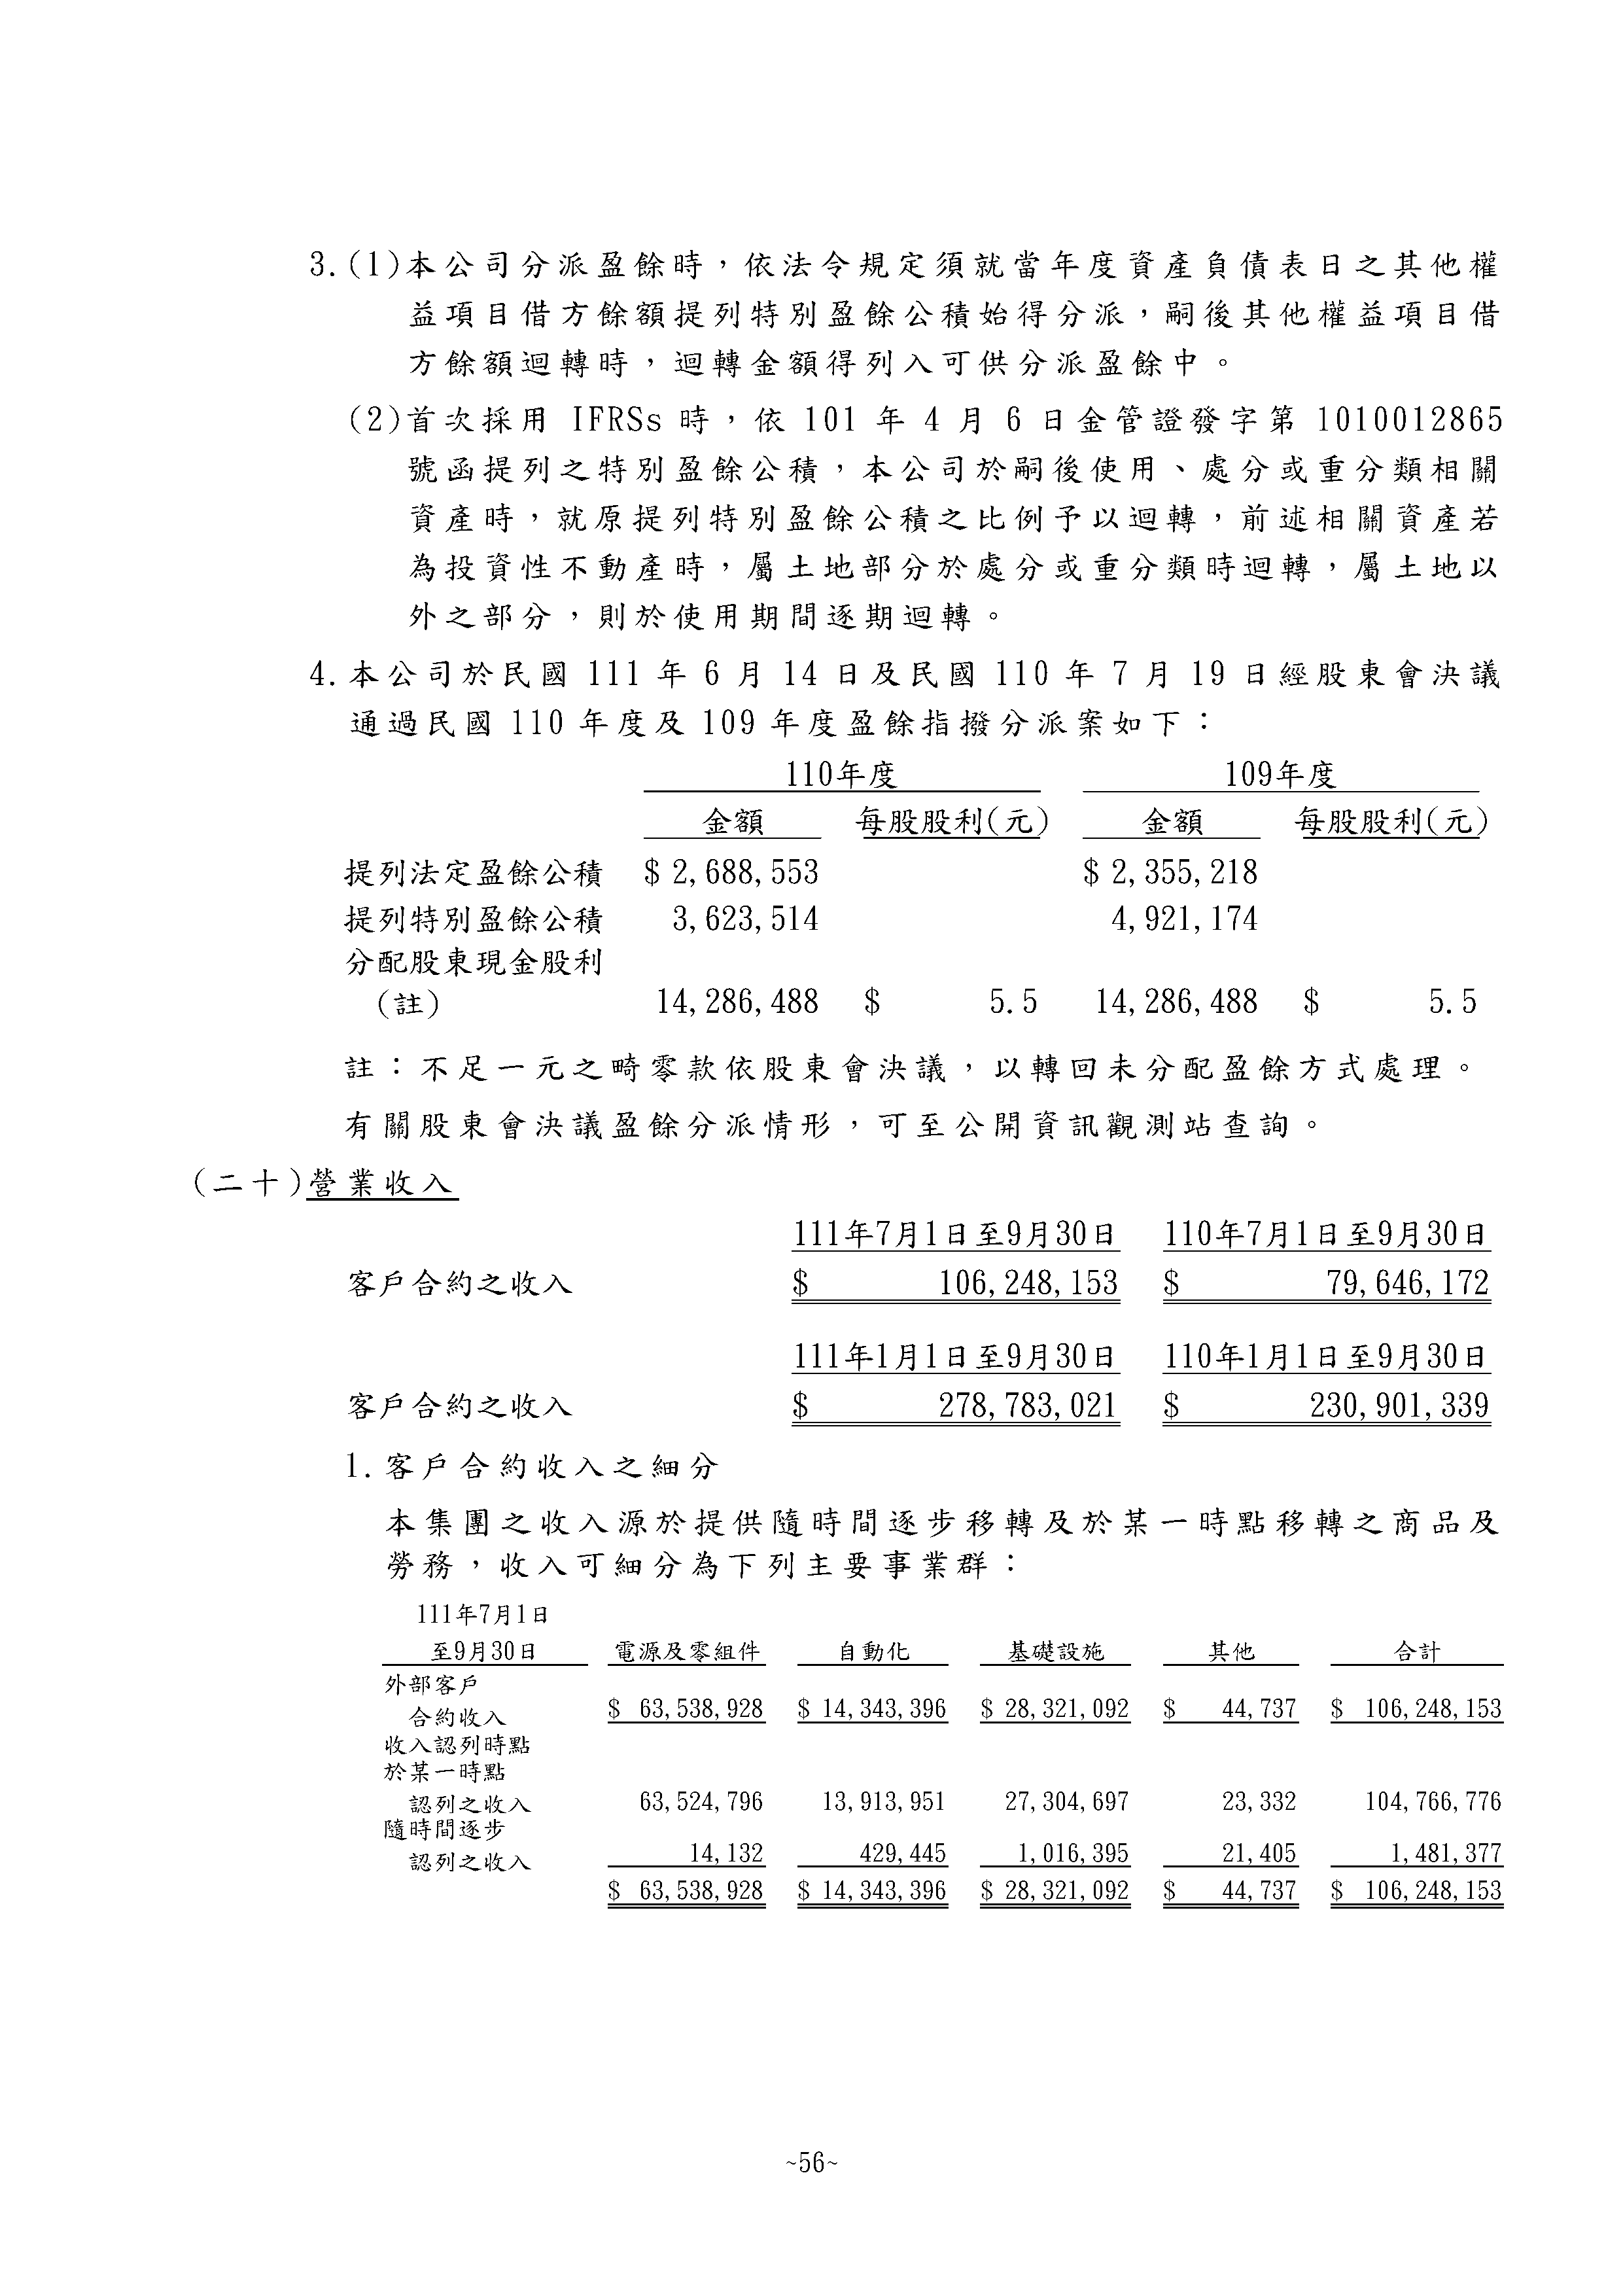 3.(1)本公司分派盈餘時，依法令規定須就當年度資產負債表日之其他權
益項目借方餘額提列特別盈餘公積始得分派，嗣後其他權益項目借
方餘額迴轉時，迴轉金額得列入可供分派盈餘中。
(2)首次採用 IFRSs 時，依 101 年 4 月 6 日金管證發字第 1010012865
號函提列之特別盈餘公積，本公司於嗣後使用、處分或重分類相關
資產時，就原提列特別盈餘公積之比例予以迴轉，前述相關資產若
為投資性不動產時，屬土地部分於處分或重分類時迴轉，屬土地以
外之部分，則於使用期間逐期迴轉。
4.本公司於民國 111 年 6 月 14 日及民國 110 年 7 月 19 日經股東會決議
通過民國 110 年度及 109 年度盈餘指撥分派案如下：
110年度 109年度
金額 每股股利(元) 金額 每股股利(元)
提列法定盈餘公積 $ 2,688,553 $ 2,355,218
提列特別盈餘公積 3,623,514 4,921,174
分配股東現金股利
(註) 14,286,488 $ 5.5 14,286,488 $ 5.5
註：不足一元之畸零款依股東會決議，以轉回未分配盈餘方式處理。
有關股東會決議盈餘分派情形，可至公開資訊觀測站查詢。
(二十)營業收入
111年7月1日至9月30日 110年7月1日至9月30日
客戶合約之收入 $ 106,248,153 $ 79,646,172
111年1月1日至9月30日 110年1月1日至9月30日
客戶合約之收入 $ 278,783,021 $ 230,901,339
1.客戶合約收入之細分
本集團之收入源於提供隨時間逐步移轉及於某一時點移轉之商品及
勞務，收入可細分為下列主要事業群：
111年7月1日
至9月30日 電源及零組件 自動化 基礎設施 其他 合計
外部客戶
合約收入 $ 63,538,928 $ 14,343,396 $ 28,321,092 $ 44,737 $ 106,248,153
收入認列時點
於某一時點
認列之收入 63,524,796 13,913,951 27,304,697 23,332 104,766,776
隨時間逐步
認列之收入 14,132 429,445 1,016,395 21,405 1,481,377
$ 63,538,928 $ 14,343,396 $ 28,321,092 $ 44,737 $ 106,248,153
~56~